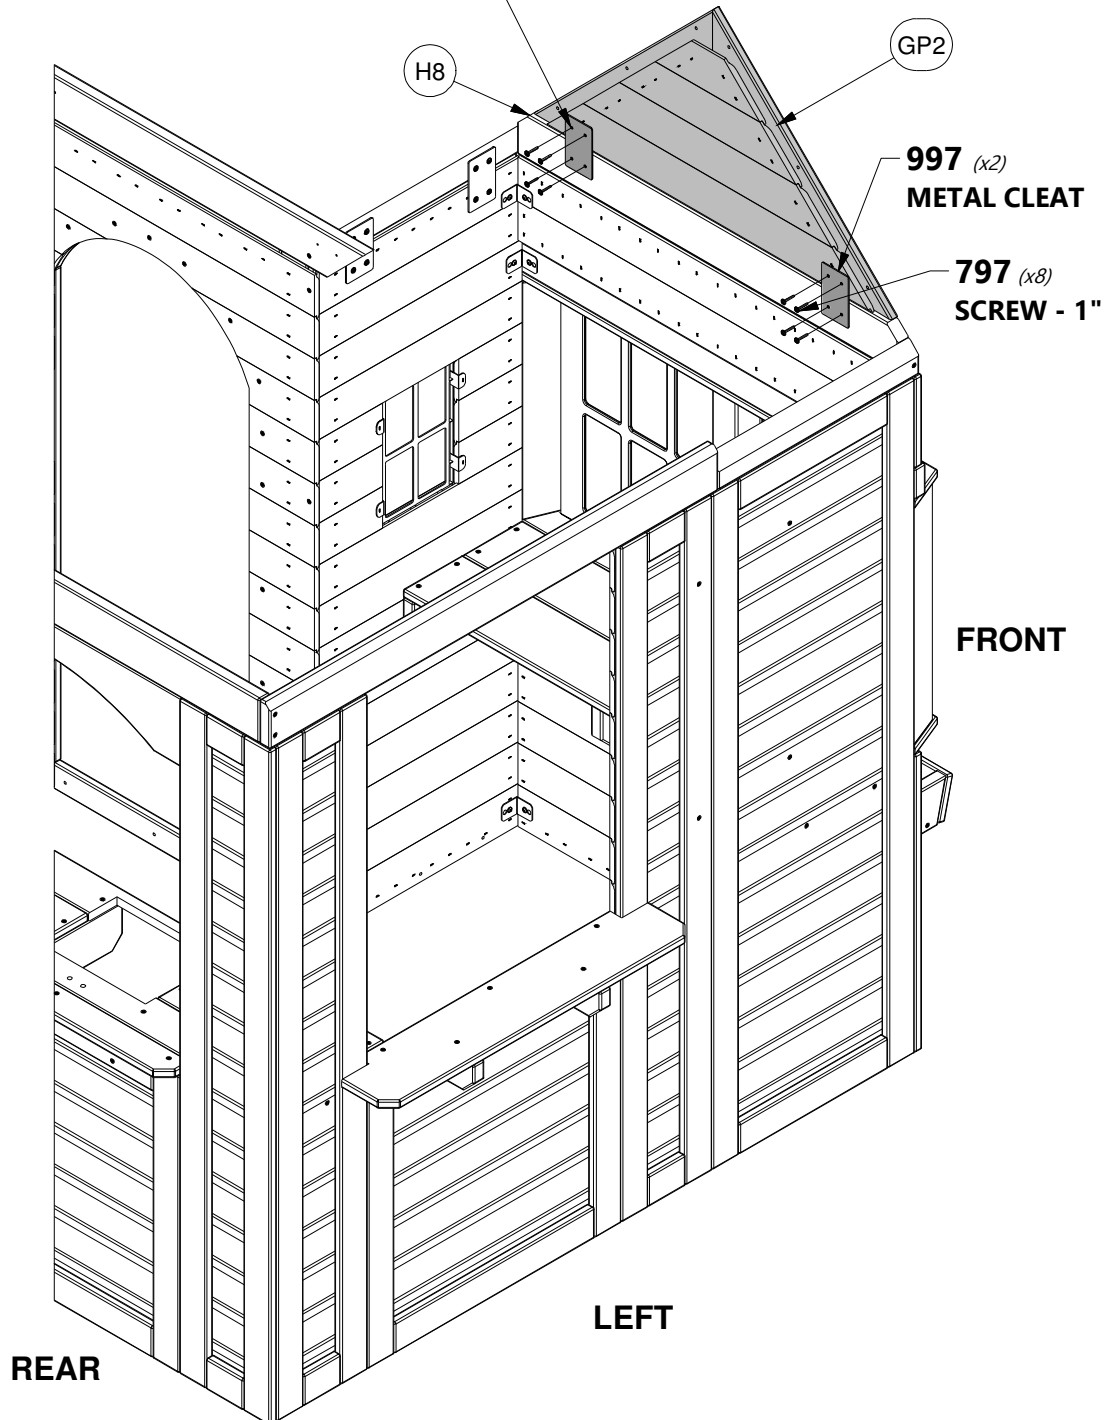 H8
GP2
997 (x2)
METAL CLEAT
797 (x8)
SCREW - 1"
FRONT
LEFT
REAR